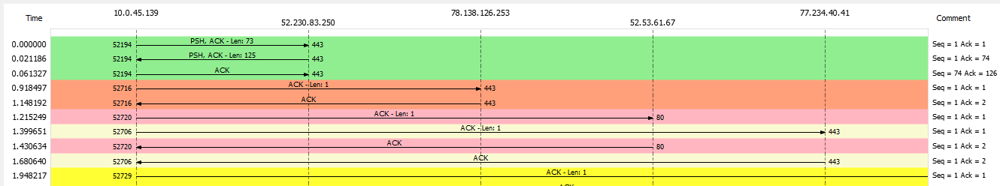 10.0.45.139 78.138.126.253 77.234.40.41
Time 52.230.83.250 52.53.61.67 Comment
0.000000 52194 PSH, ACK - Len: 73 443 Seq = 1 Ack = 1
0.021186 52194 PSH, ACK - Len: 125 443 Seq = 1 Ack = 74
0.061327 52194 ACK 443 Seq = 74 Ack = 126
0.918497 52716 ACK - Len: 1 443 Seq = 1 Ack = 1
1.148192 52716 ACK 443 Seq = 1 Ack = 2
1.215249 52720 ACK - Len: 1 80 Seq = 1 Ack = 1
1.399651 52706 ACK - Len: 1 443 Seq = 1 Ack = 1
1.430634 52720 ACK 80 Seq = 1 Ack = 2
1.680640 52706 ACK 443 Seq = 1 Ack = 2
1.948217 52729 ACK - Len: 1 Seq = 1 Ack = 1